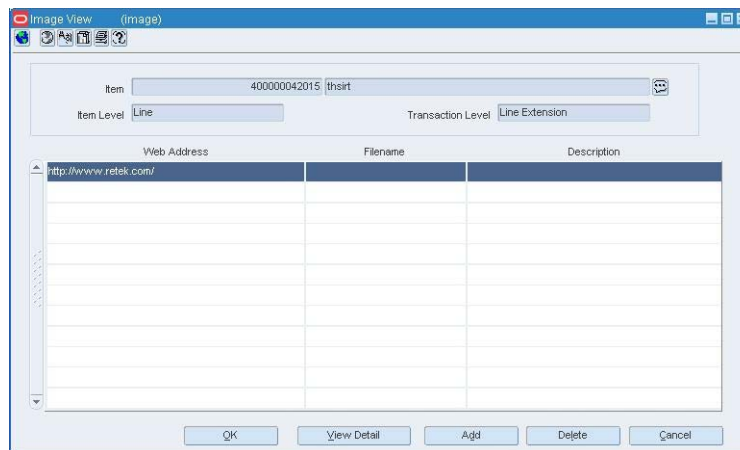 Image View (image)
Item 400000042015 thsirt
Item Level Line Transaction Level Line Extension
Web Address Filename Description
http://www.retek.com/
OK View Detail Add Delete Cancel